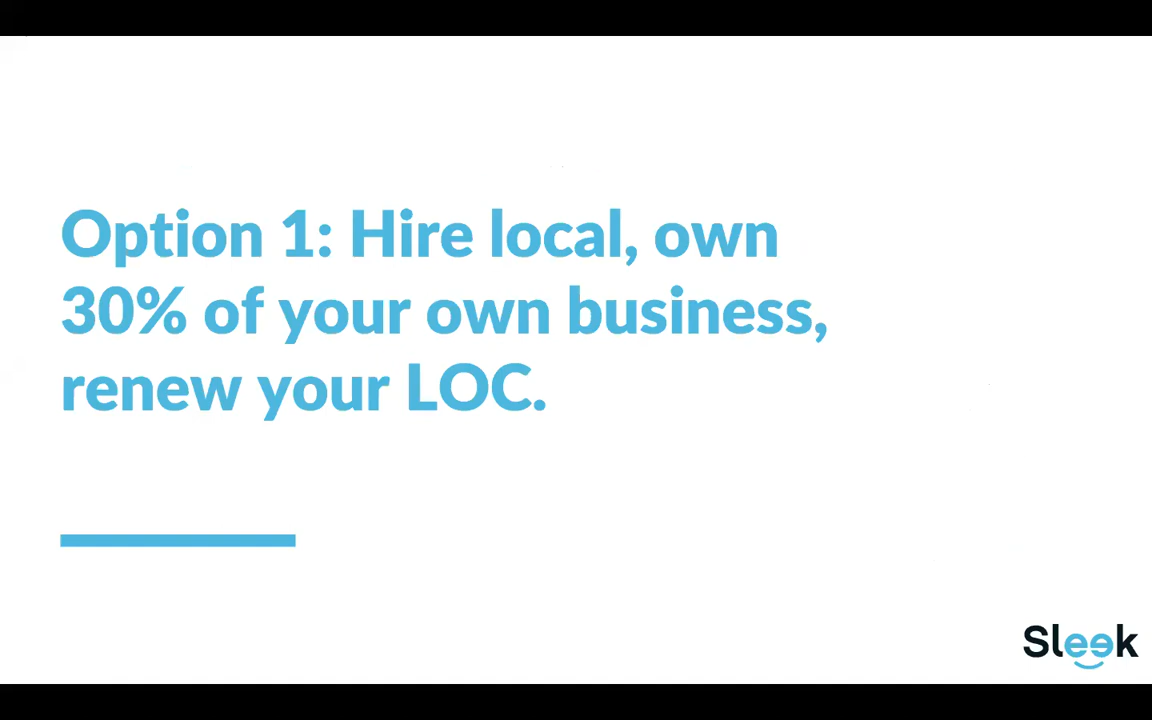 Option 1: Hire local, own
30% of your own business,
renew your LOC.
Sleek